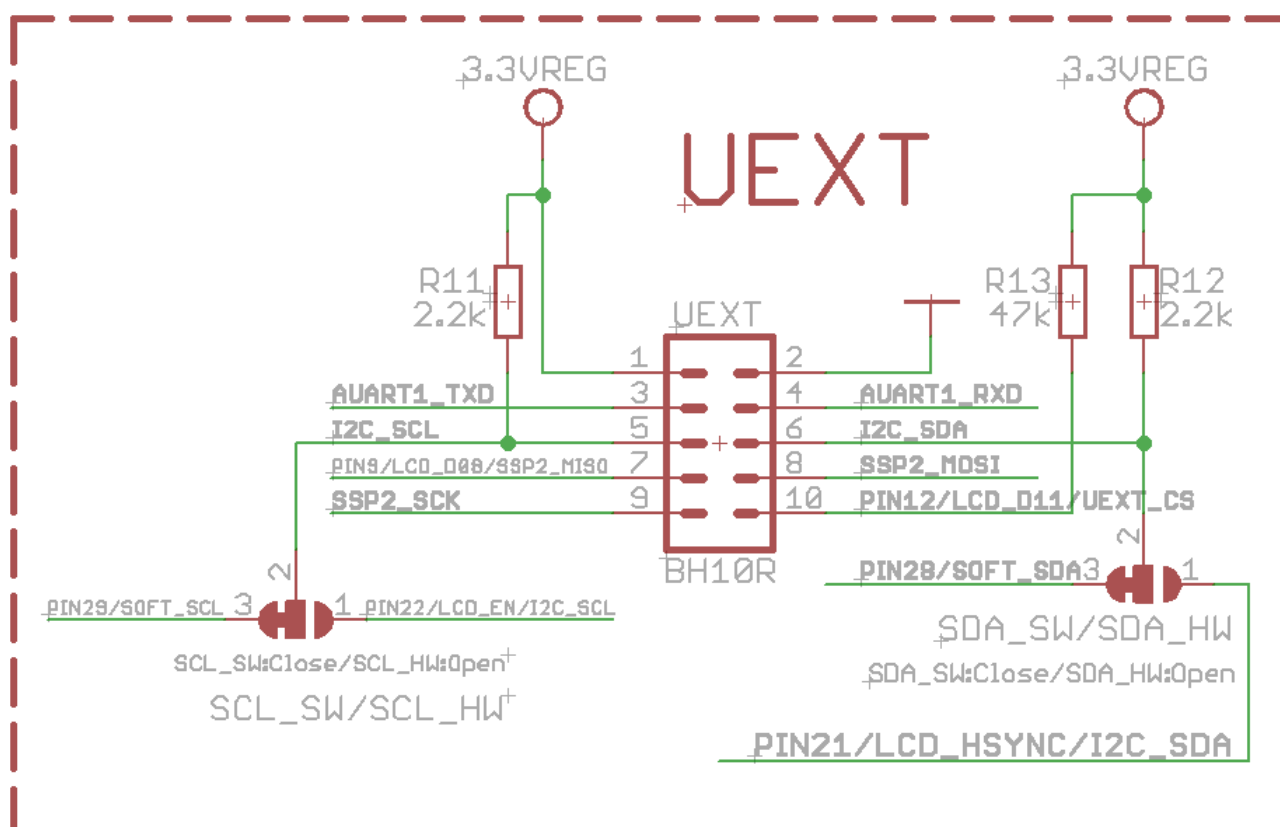 3.3VREG
3.3VREG
UEXT
R11
2.2k
UEXT
R13
47k
R12
2.2k
1
2
AUART1_TXD
3
4
AUART1_RXD
I2C_SCL
5
6
I2C_SDA
PIN9/LCD_D08/SSP2_MISO
7
8
SSP2_MOSI
SSP2_SCK
9
10
PIN12/LCD_D11/UEXT_CS
BH10R
2
PIN28/SOFT_SDA
3
1
2
PIN29/SOFT_SCL
3
1
PIN22/LCD_EN/I2C_SCL
SDA_SW/SDA_HW
SCL_SW:Close/SCL_HW:Open
SDA_SW:Close/SDA_HW:Open
SCL_SW/SCL_HW
PIN21/LCD_HSYNC/I2C_SDA